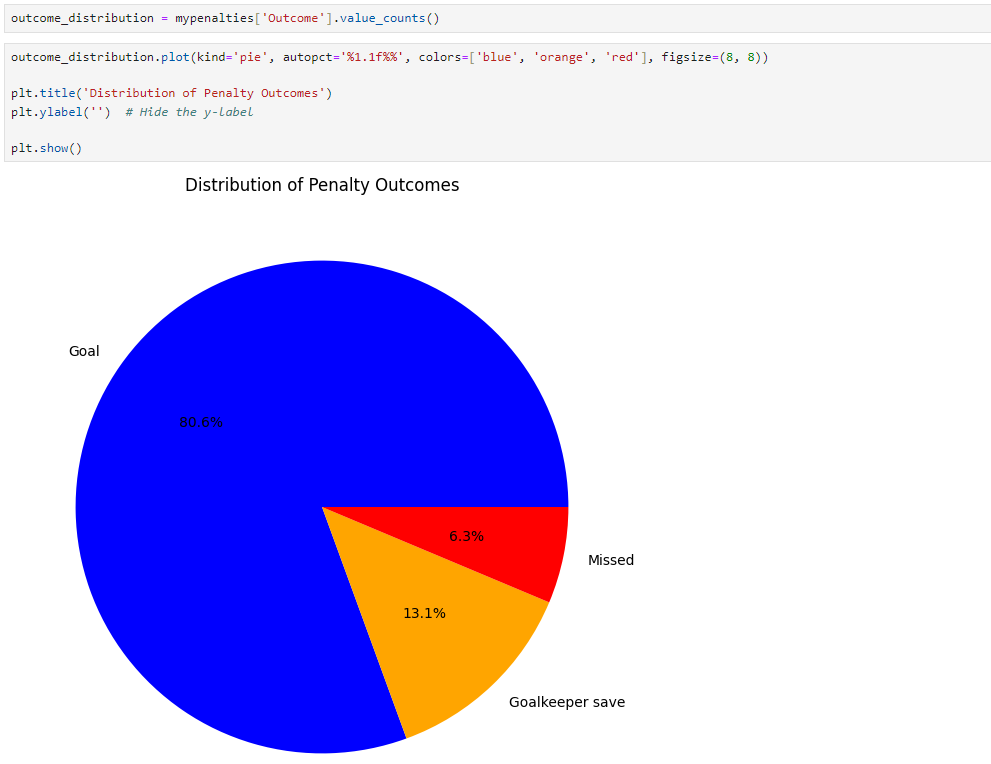 outcome_distribution = mypenalties['Outcome'].value_counts()
outcome_distribution.plot(kind='pie', autopct='%1.1f%%', colors=['blue', 'orange', 'red'], figsize=(8, 8))
plt.title('Distribution of Penalty Outcomes')
plt.ylabel('')  # Hide the y-label
plt.show()
Distribution of Penalty Outcomes
Goal
80.6%
6.3%
Missed
13.1%
Goalkeeper save